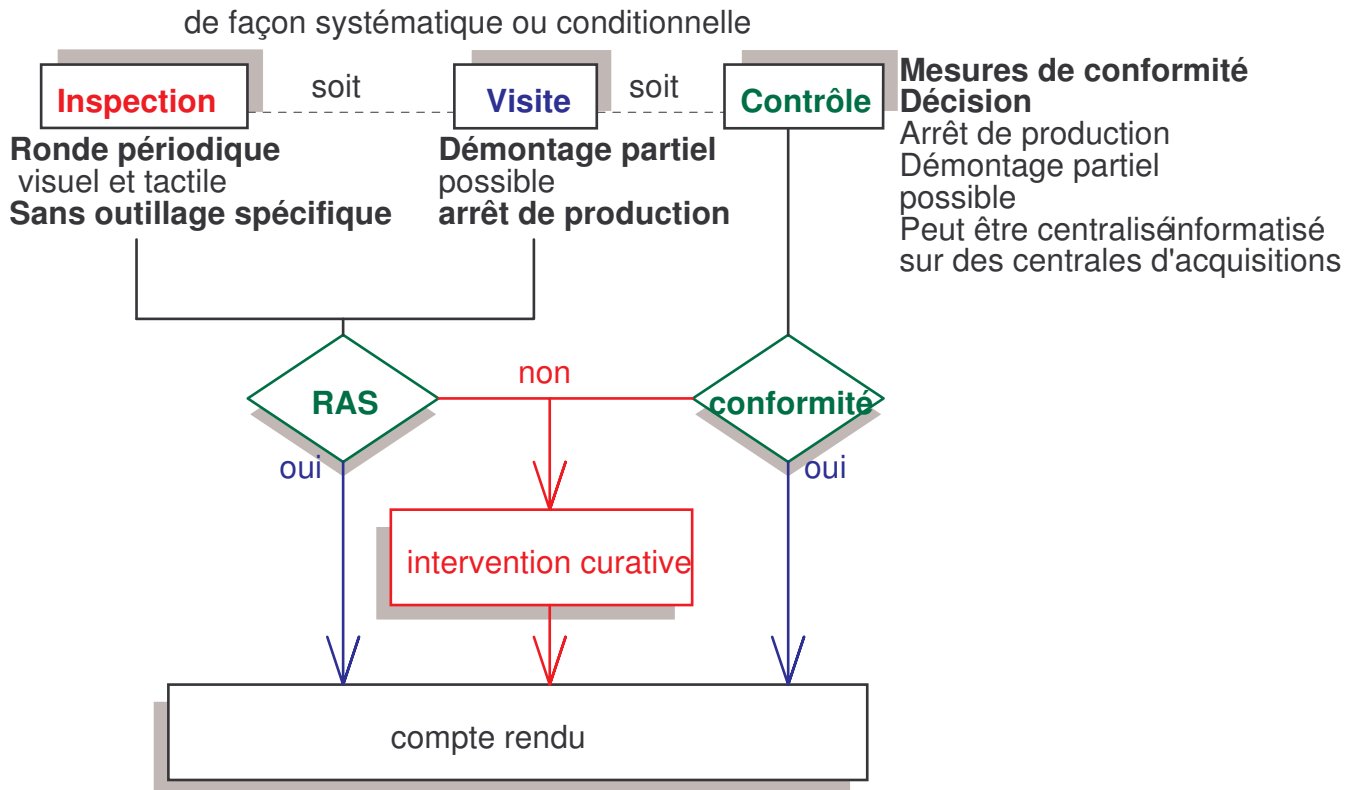 de façon systématique ou conditionnelle
Inspection
soit
Visite
soit
Contrôle
Ronde périodique
visuel et tactile
Sans outillage spécifique
Démontage partiel
possible
arrêt de production
Mesures de conformité
Décision
Arrêt de production
Démontage partiel
possible
Peut être centralisé informatisé
sur des centrales d'acquisitions
RAS
non
conformité
oui
oui
intervention curative
compte rendu